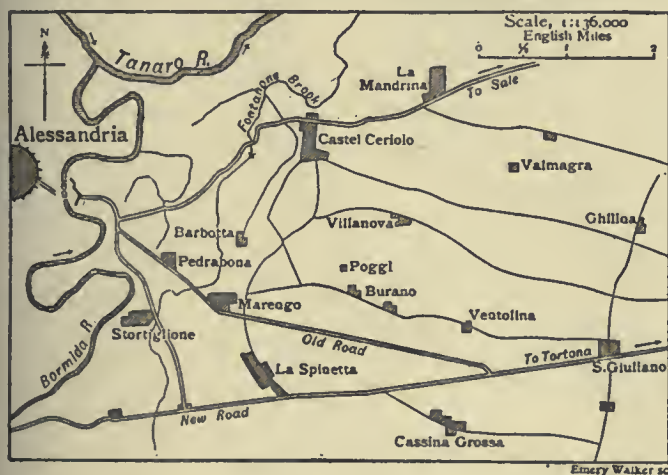 Scale, 1:136,000
English Miles
0 ½ 1 2
N
Tanaro R.
Fontanone Brook
La
Mandrina
To Sale
Alessandria
Castel Ceriolo
Valmagra
Barbotta
Villanova
Ghilina
Pedrabona
Poggi
Burano
Marengo
Ventolina
Stortiglione
Old Road
Bormida R.
La Spinetta
To Tortona
S. Giuliano
New Road
Cassina Grossa
Emery Walker sc.